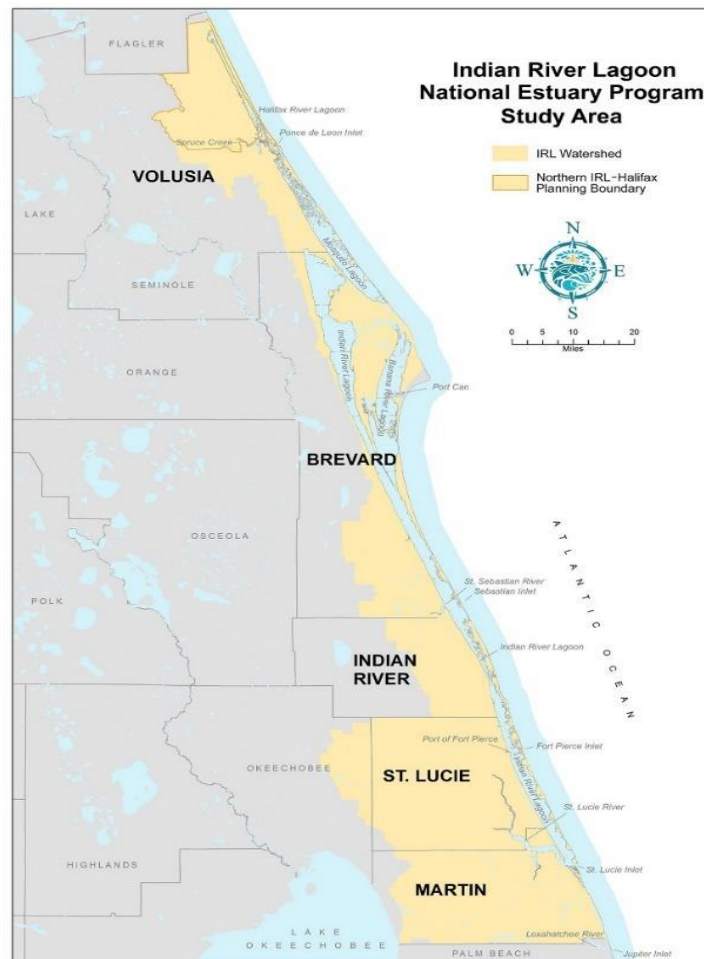 Indian River Lagoon
National Estuary Program
Study Area
IRL Watershed
Northern IRL-Halifax
Planning Boundary
N
W
E
S
0 5 10 20
Miles
FLAGLER
Halifax River Lagoon
Ponce de Leon Inlet
Spruce Creek
VOLUSIA
LAKE
Mosquito Lagoon
SEMINOLE
Indian River Lagoon
Banana River Lagoon
ORANGE
Port Can
BREVARD
OSCEOLA
ATLANTIC OCEAN
POLK
St. Sebastian River
Sebastian Inlet
Indian River Lagoon
INDIAN
RIVER
Port of Fort Pierce
Fort Pierce Inlet
OKEECHOBEE
ST. LUCIE
Indian River Lagoon
St. Lucie River
HIGHLANDS
St. Lucie Inlet
MARTIN
LAKE
OKEECHOBEE
Loxahatchee River
PALM BEACH
Jupiter Inlet